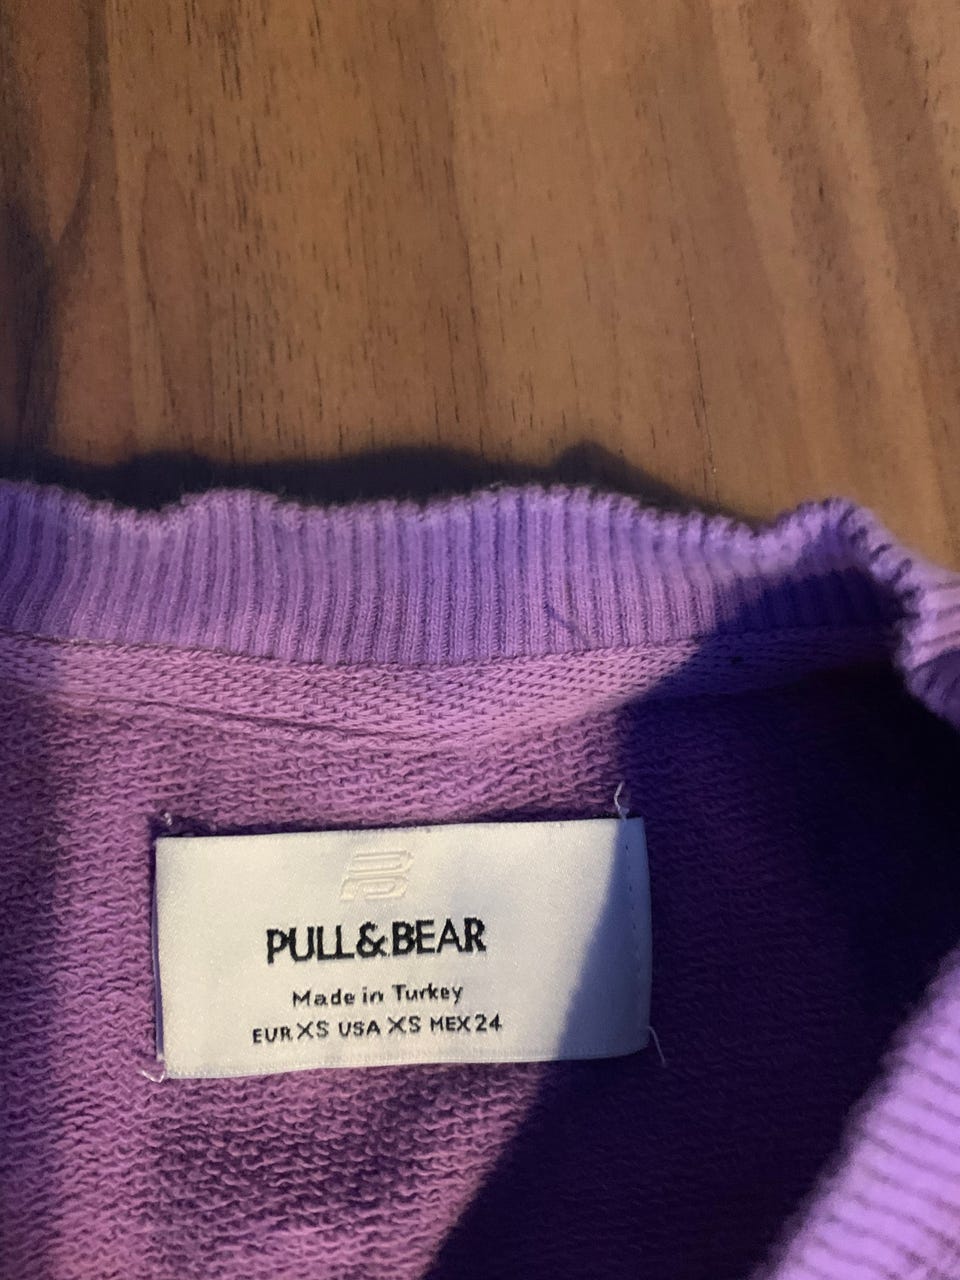 PULL&BEAR
Made in Turkey
EUR XS USA XS MEX 24